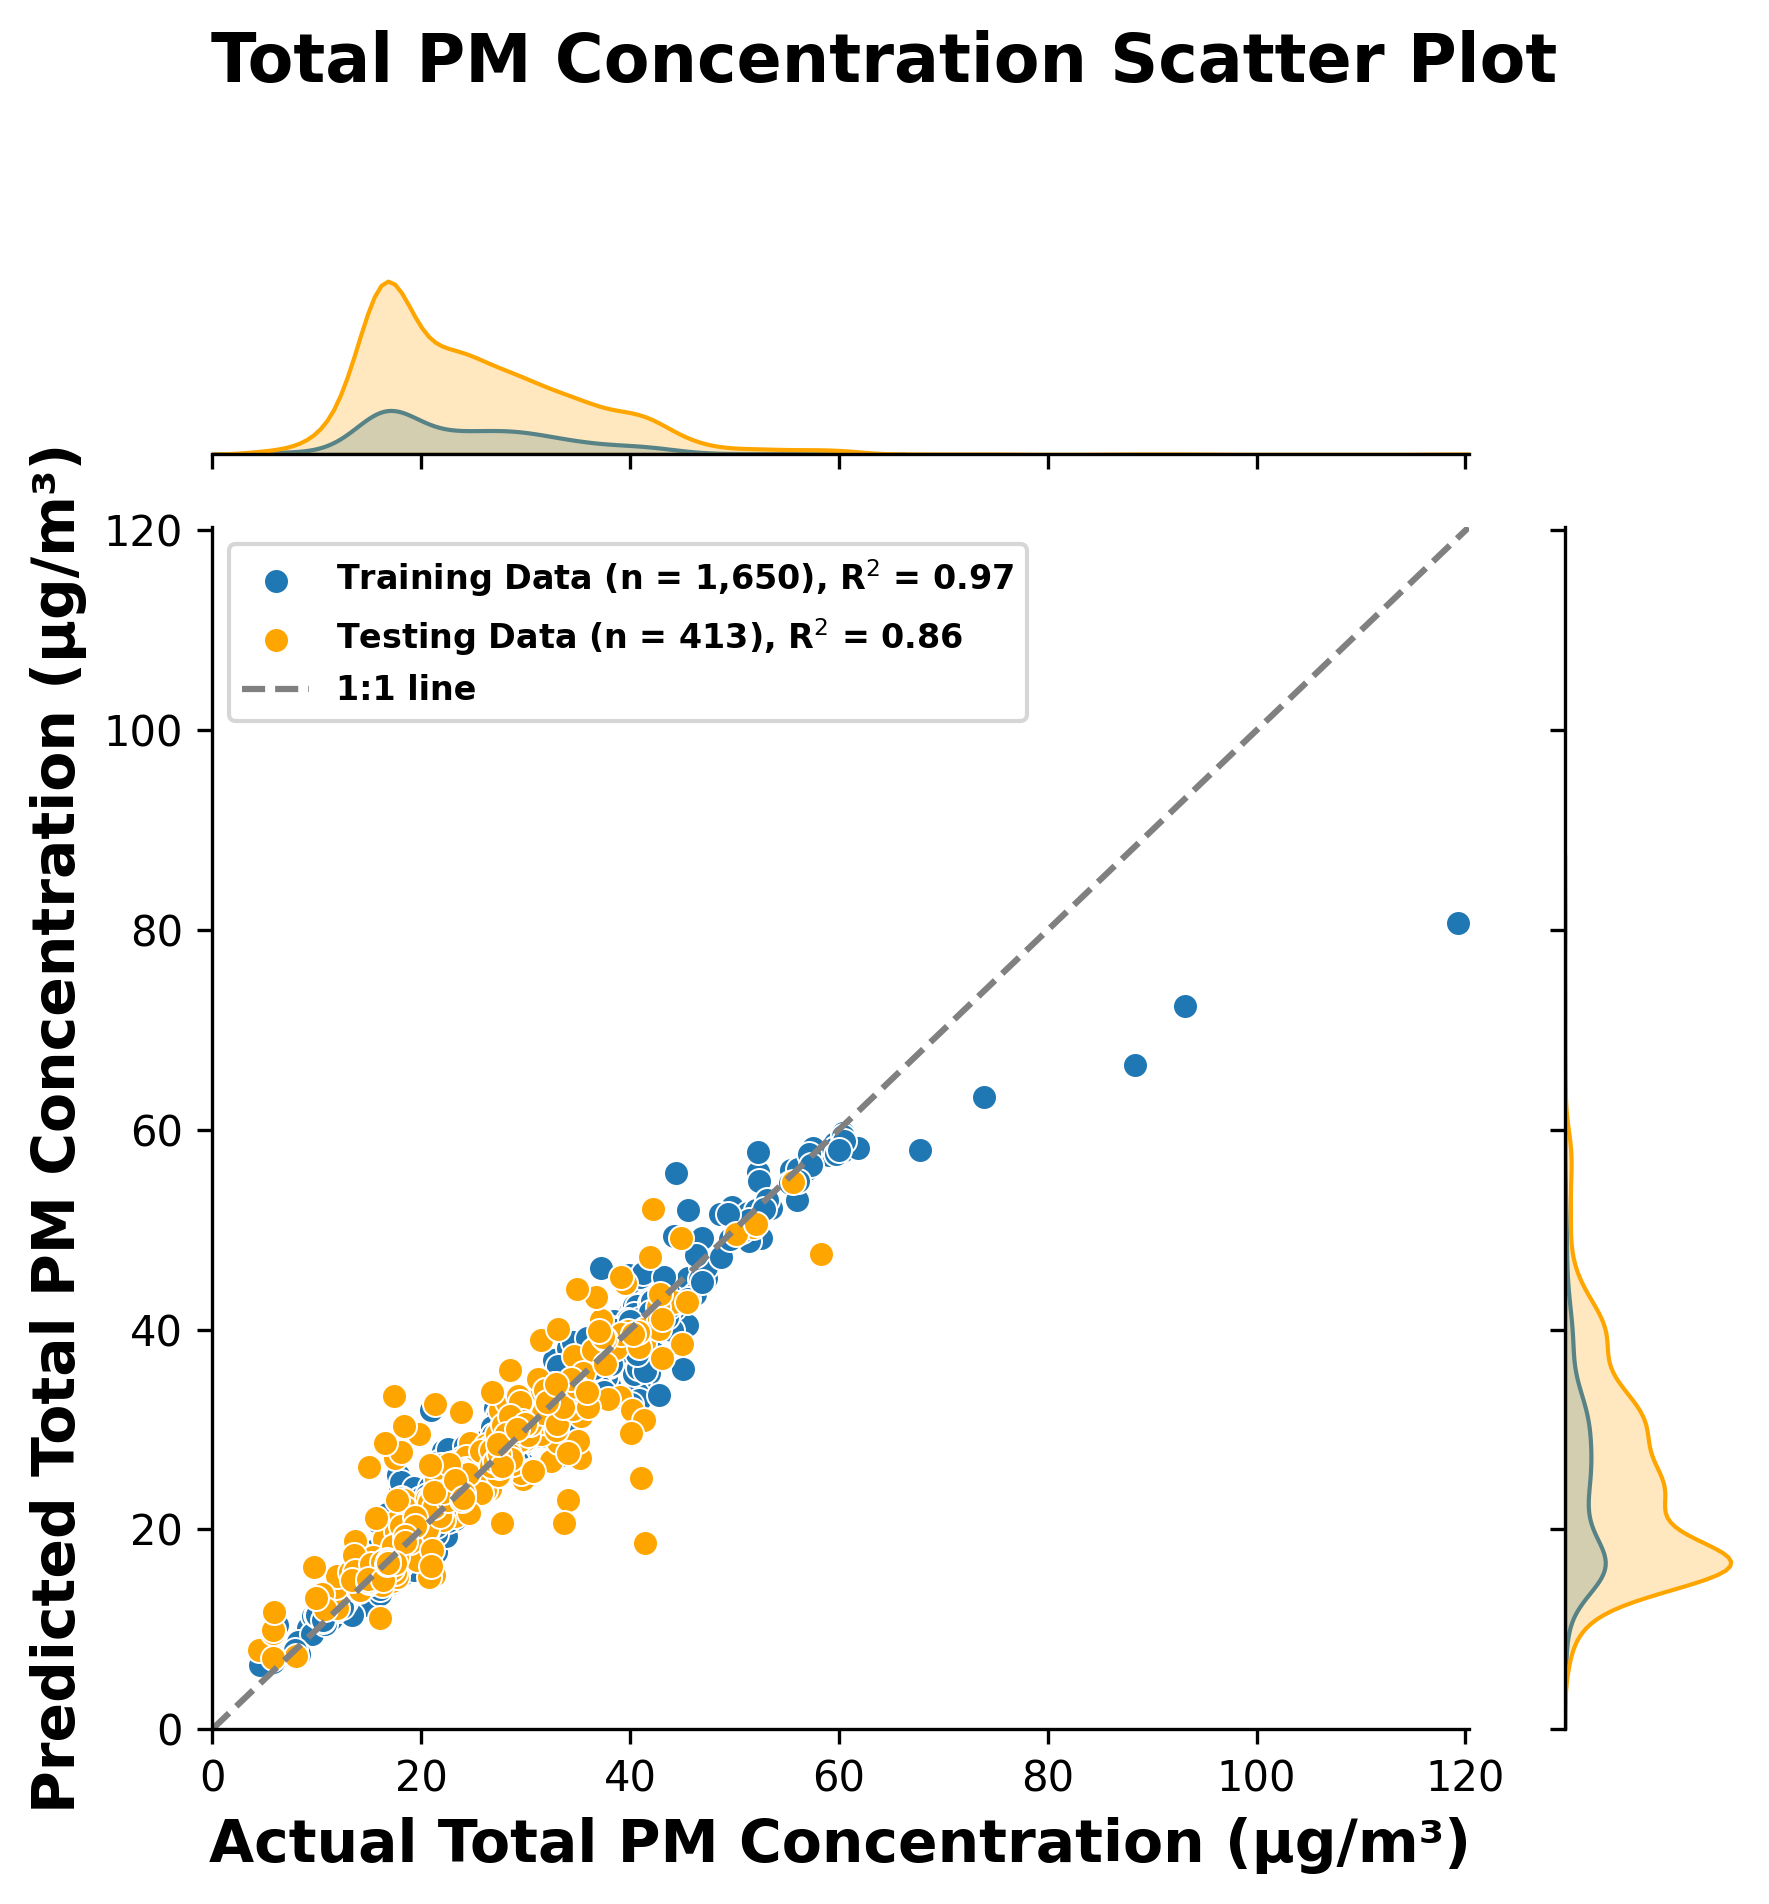 Total PM Concentration Scatter Plot
Predicted Total PM Concentration (μg/m³)
120
100
80
60
40
20
0
Training Data (n = 1,650), R² = 0.97
Testing Data (n = 413), R² = 0.86
1:1 line
0 20 40 60 80 100 120
Actual Total PM Concentration (μg/m³)